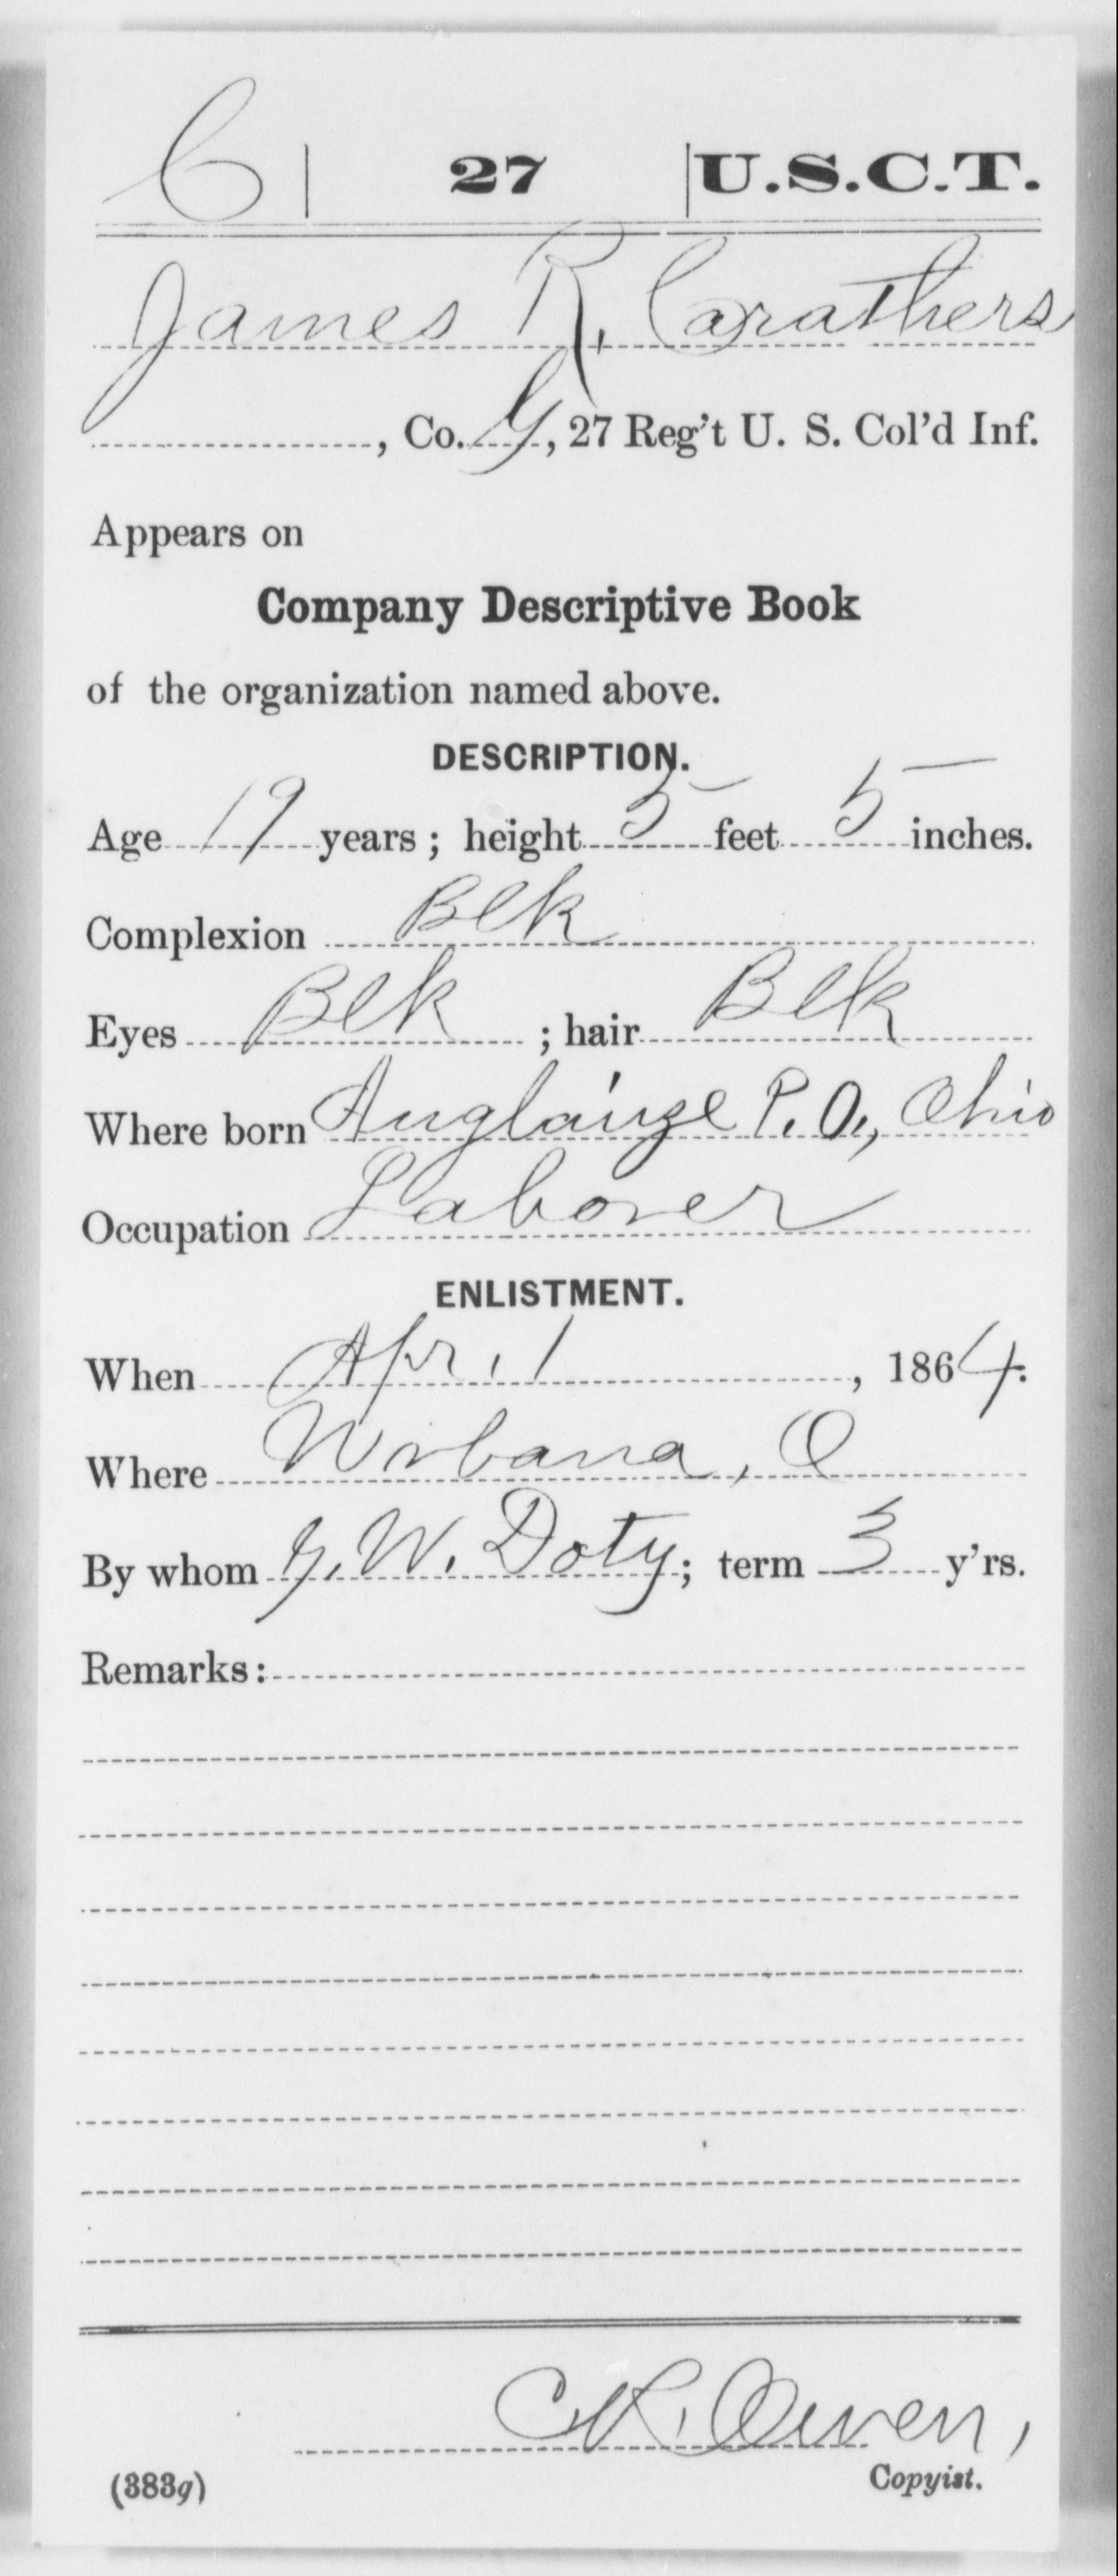 C | 27 | U.S.C.T.
James R. Carathers
, Co. G, 27 Reg't U. S. Col'd Inf.
Appears on
Company Descriptive Book
of the organization named above.
DESCRIPTION.
Age 19 years; height 5 feet 5 inches.
Complexion Blk
Eyes Blk ; hair Blk
Where born Auglaize P.O., Ohio
Occupation Laborer
ENLISTMENT.
When Apr. 1, 1864.
Where Urbana, O
By whom G. W. Doty; term 3 y'rs.
Remarks:
Owen,
(383g) Copyist.